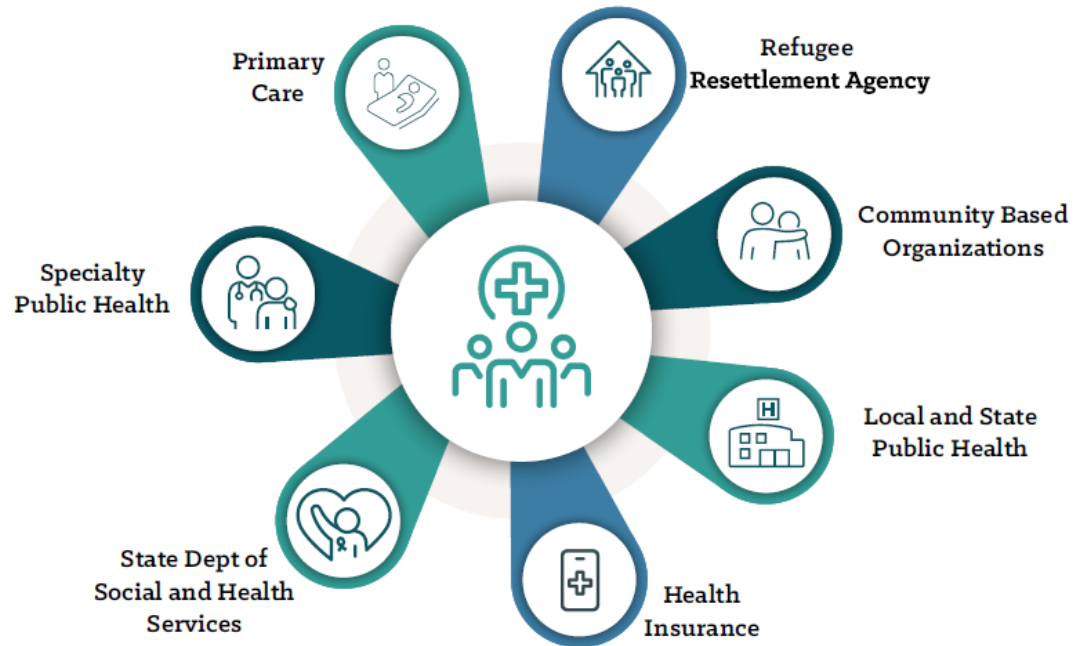 Primary
Care
Refugee
Resettlement Agency
Community Based
Organizations
Specialty
Public Health
Local and State
Public Health
H
State Dept of
Social and Health
Services
Health
Insurance